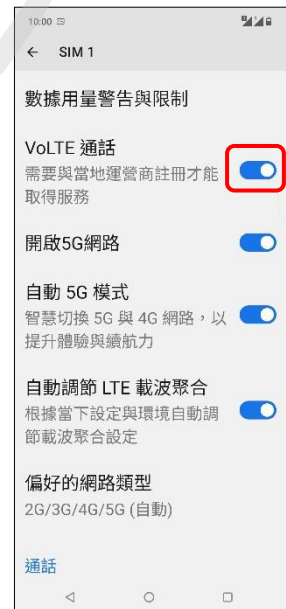 10:00
SIM 1
數據用量警告與限制
VoLTE 通話
需要與當地運營商註冊才能
取得服務
開啟5G網路
自動 5G 模式
智慧切換 5G 與 4G 網路,以
提升體驗與續航力
自動調節 LTE 載波聚合
根據當下設定與環境自動調
節載波聚合設定
偏好的網路類型
2G/3G/4G/5G (自動)
通話